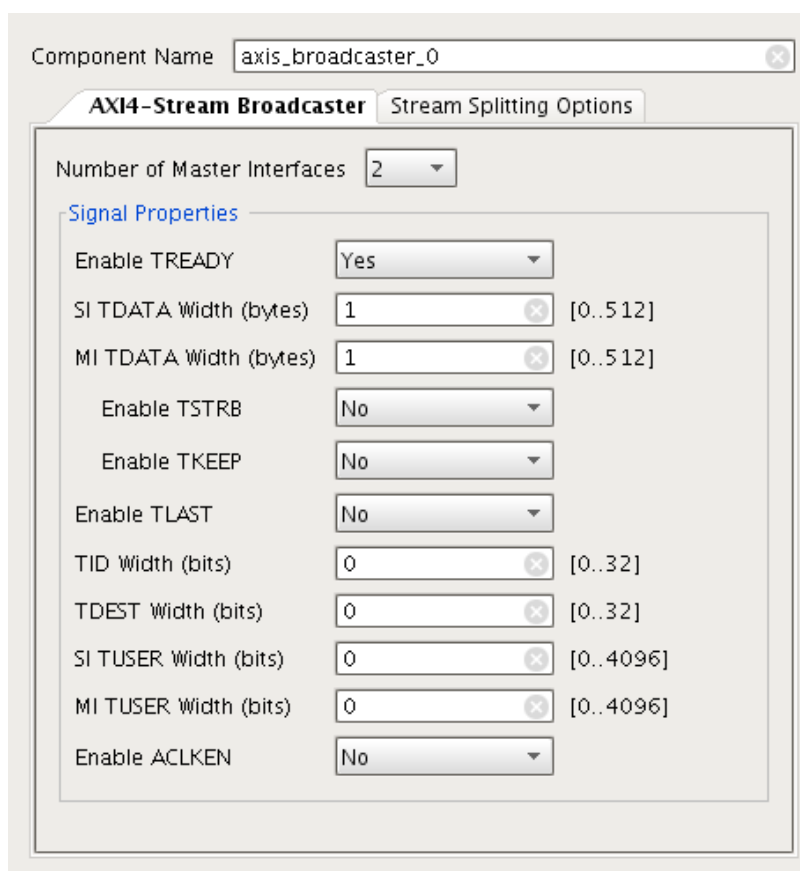 Component Name axis_broadcaster_0
AXI4-Stream Broadcaster Stream Splitting Options
Number of Master Interfaces 2
Signal Properties
Enable TREADY Yes
SI TDATA Width (bytes) 1 [0..512]
MI TDATA Width (bytes) 1 [0..512]
Enable TSTRB No
Enable TKEEP No
Enable TLAST No
TID Width (bits) 0 [0..32]
TDEST Width (bits) 0 [0..32]
SI TUSER Width (bits) 0 [0..4096]
MI TUSER Width (bits) 0 [0..4096]
Enable ACLKEN No